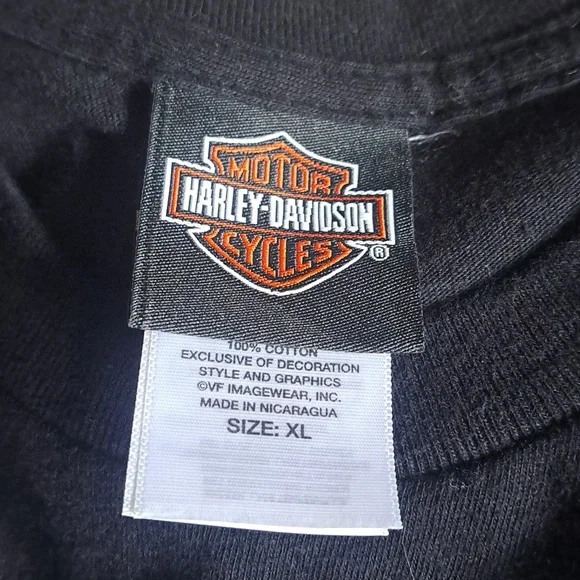 MOTOR
HARLEY-DAVIDSON
CYCLES
®
100% COTTON
EXCLUSIVE OF DECORATION
STYLE AND GRAPHICS
©VF IMAGEWEAR, INC.
MADE IN NICARAGUA
SIZE: XL